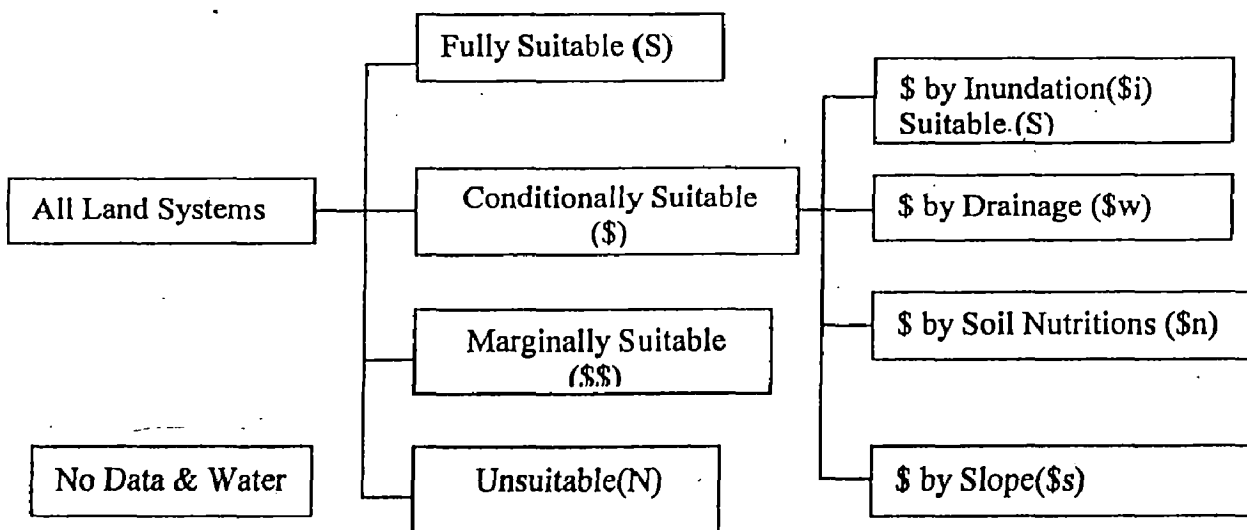 Fully Suitable (S)
$ by Inundation($i)
Suitable.(S)
All Land Systems
Conditionally Suitable
($)
$ by Drainage ($w)
Marginally Suitable
($$)
$ by Soil Nutritions ($n)
No Data & Water
Unsuitable(N)
$ by Slope($s)